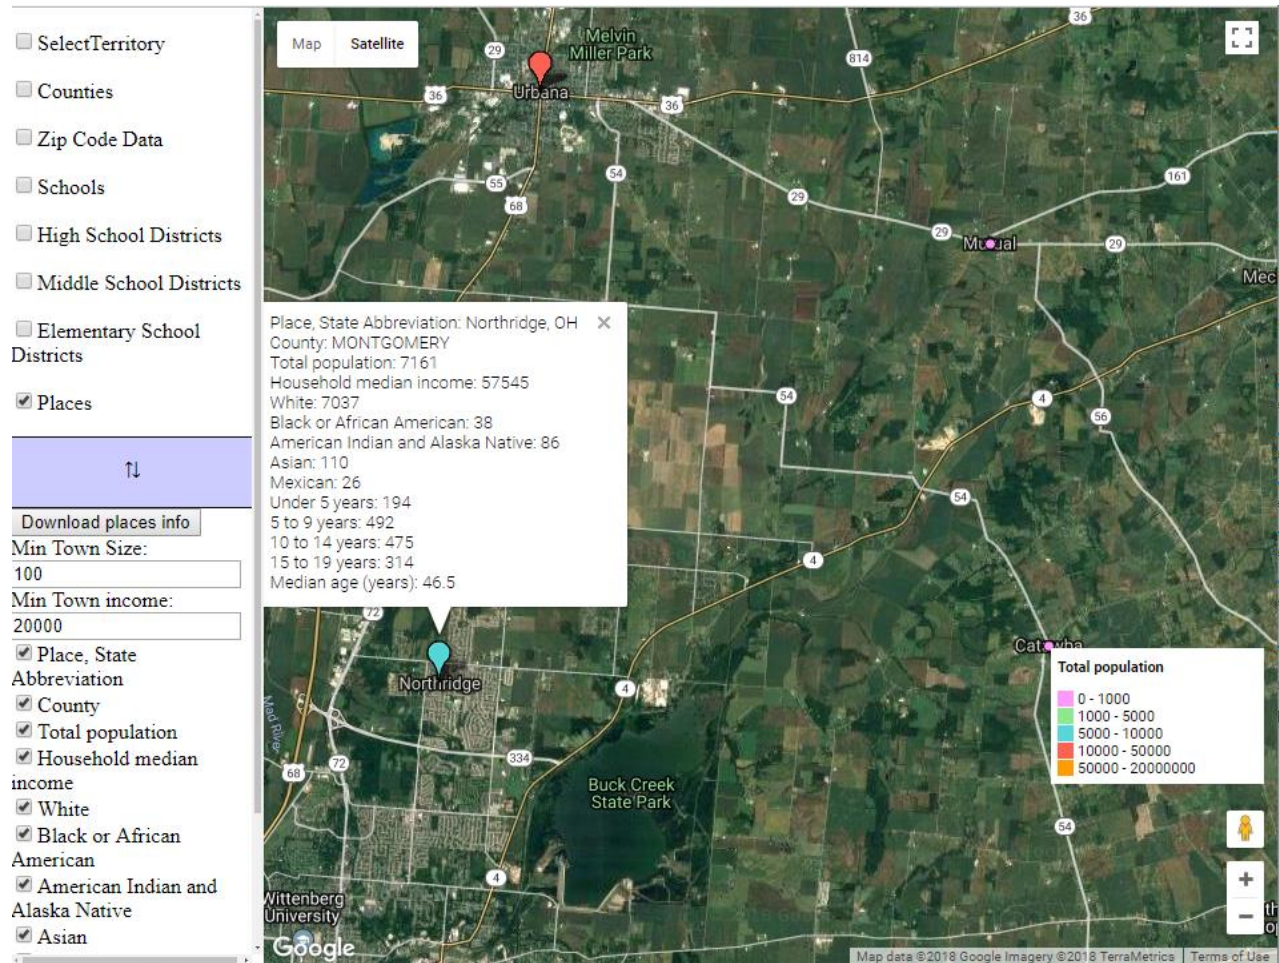 SelectTerritory
Counties
Zip Code Data
Schools
High School Districts
Middle School Districts
Elementary School
Districts
Places
⇅
Download places info
Min Town Size:
100
Min Town income:
20000
Place, State
Abbreviation
County
Total population
Household median
income
White
Black or African
American
American Indian and
Alaska Native
Asian
Map Satellite
Melvin
Miller Park
36
29
814
Urbana
36
36
54
55
68
29
161
29
Mutual
29
Mec
Place, State Abbreviation: Northridge, OH ×
County: MONTGOMERY
Total population: 7161
Household median income: 57545
White: 7037
Black or African American: 38
American Indian and Alaska Native: 86
Asian: 110
Mexican: 26
Under 5 years: 194
5 to 9 years: 492
10 to 14 years: 475
15 to 19 years: 314
Median age (years): 46.5
54
4
56
54
4
72
Catawba
Northridge
4
Mad River
334
72
68
Buck Creek
State Park
4
54
Wittenberg
University
Total population
0 - 1000
1000 - 5000
5000 - 10000
10000 - 50000
50000 - 20000000
+
−
Google
Map data ©2018 Google Imagery ©2018 TerraMetrics Terms of Use